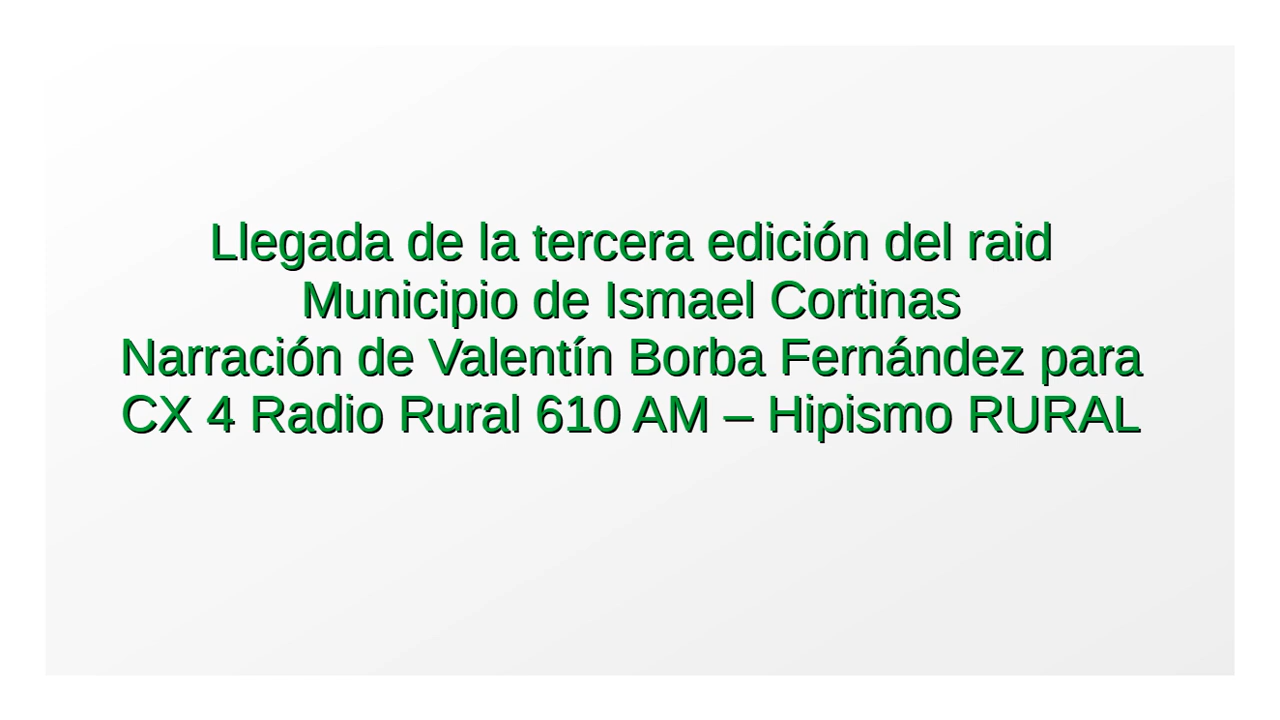 Llegada de la tercera edición del raid
Municipio de Ismael Cortinas
Narración de Valentín Borba Fernández para
CX 4 Radio Rural 610 AM – Hipismo RURAL